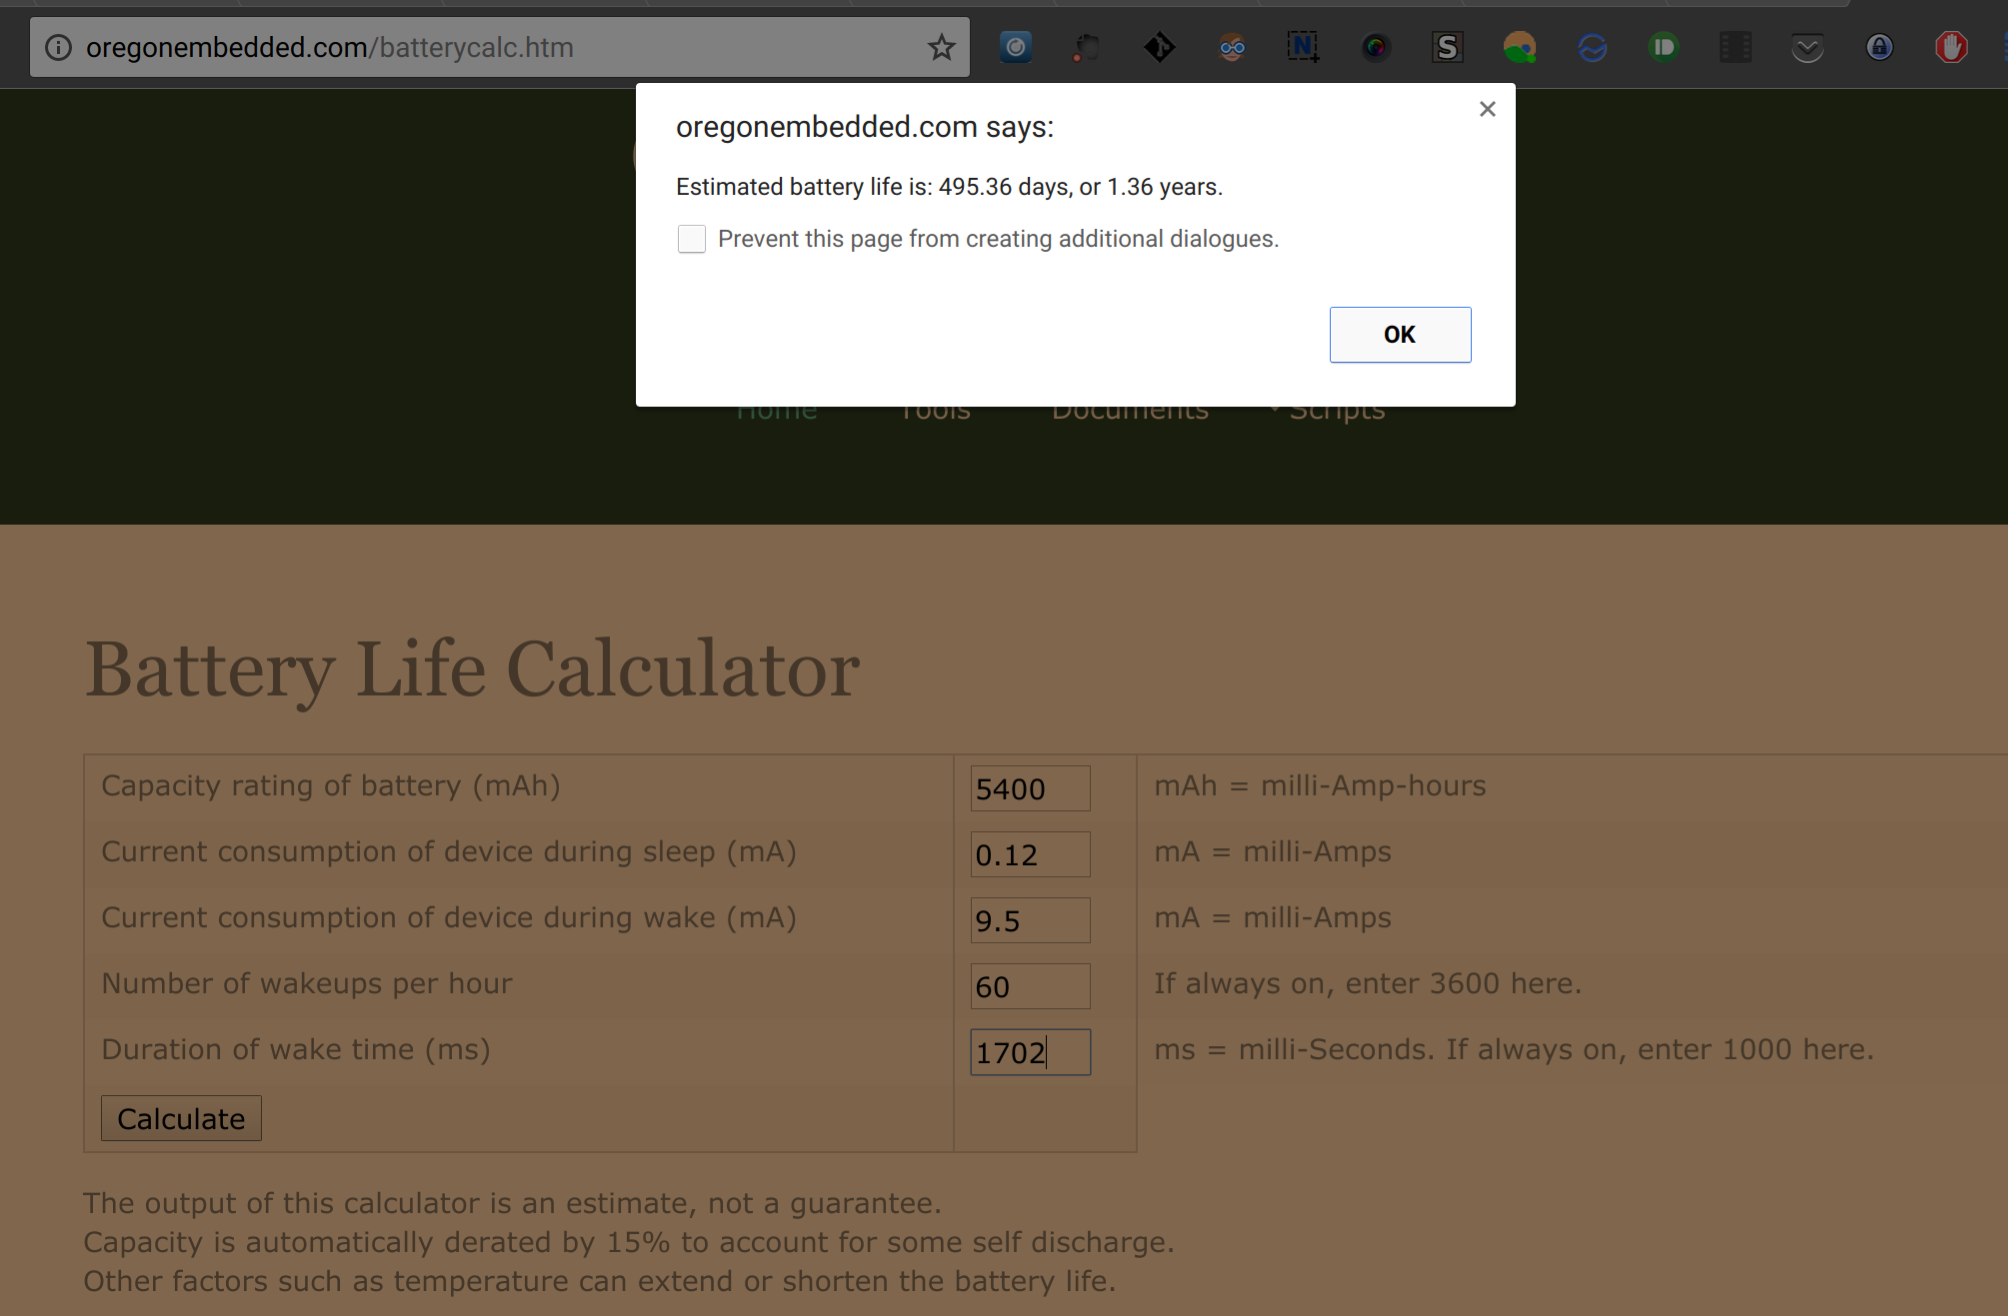 oregonembedded.com/batterycalc.htm
oregonembedded.com says:
Estimated battery life is: 495.36 days, or 1.36 years.
Prevent this page from creating additional dialogues.
OK
Home Tools Documents Scripts
Battery Life Calculator
Capacity rating of battery (mAh) 5400 mAh = milli-Amp-hours
Current consumption of device during sleep (mA) 0.12 mA = milli-Amps
Current consumption of device during wake (mA) 9.5 mA = milli-Amps
Number of wakeups per hour 60 If always on, enter 3600 here.
Duration of wake time (ms) 1702 ms = milli-Seconds. If always on, enter 1000 here.
Calculate
The output of this calculator is an estimate, not a guarantee.
Capacity is automatically derated by 15% to account for some self discharge.
Other factors such as temperature can extend or shorten the battery life.